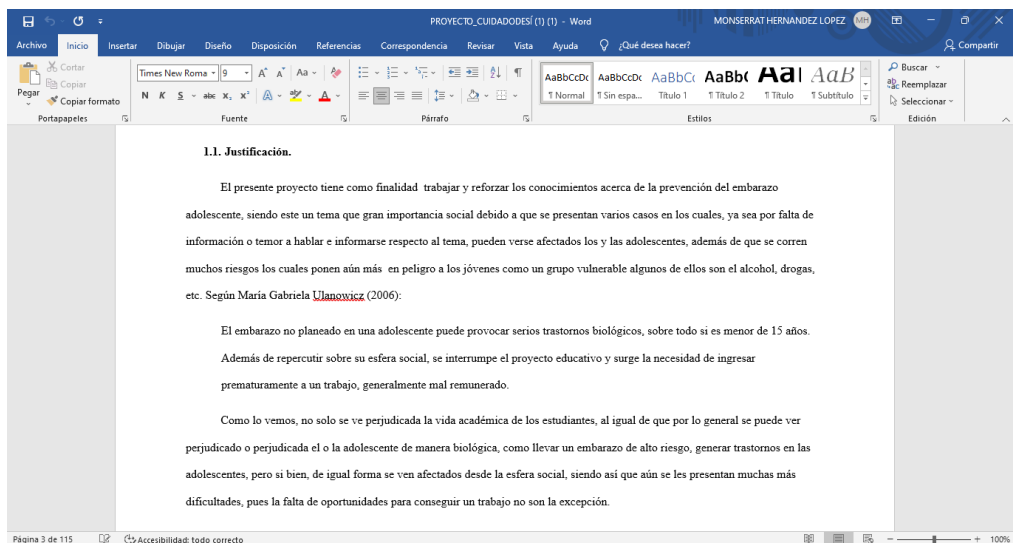 PROYECTO_CUIDADODESÍ (1) (1) - Word
MONSERRAT HERNANDEZ LOPEZ MH
Archivo Inicio Insertar Dibujar Diseño Disposición Referencias Correspondencia Revisar Vista Ayuda ¿Qué desea hacer? Compartir
Pegar
Cortar
Copiar
Copiar formato
Portapapeles
Times New Roma 9 A^ A˅ Aa
N K S abc x₂ x² A A
Fuente
Párrafo
AaBbCcDc AaBbCcDc AaBbCc AaBb( AaI AaB
¶ Normal ¶ Sin espa... Título 1 ¶ Título 2 ¶ Título ¶ Subtítulo
Estilos
Buscar
Reemplazar
Seleccionar
Edición
1.1. Justificación.
El presente proyecto tiene como finalidad  trabajar y reforzar los conocimientos acerca de la prevención del embarazo
adolescente, siendo este un tema que gran importancia social debido a que se presentan varios casos en los cuales, ya sea por falta de
información o temor a hablar e informarse respecto al tema, pueden verse afectados los y las adolescentes, además de que se corren
muchos riesgos los cuales ponen aún más  en peligro a los jóvenes como un grupo vulnerable algunos de ellos son el alcohol, drogas,
etc. Según María Gabriela Ulanowicz (2006):
El embarazo no planeado en una adolescente puede provocar serios trastornos biológicos, sobre todo si es menor de 15 años.
Además de repercutir sobre su esfera social, se interrumpe el proyecto educativo y surge la necesidad de ingresar
prematuramente a un trabajo, generalmente mal remunerado.
Como lo vemos, no solo se ve perjudicada la vida académica de los estudiantes, al igual de que por lo general se puede ver
perjudicado o perjudicada el o la adolescente de manera biológica, como llevar un embarazo de alto riesgo, generar trastornos en las
adolescentes, pero si bien, de igual forma se ven afectados desde la esfera social, siendo así que aún se les presentan muchas más
dificultades, pues la falta de oportunidades para conseguir un trabajo no son la excepción.
Página 3 de 115 Accesibilidad: todo correcto 100%